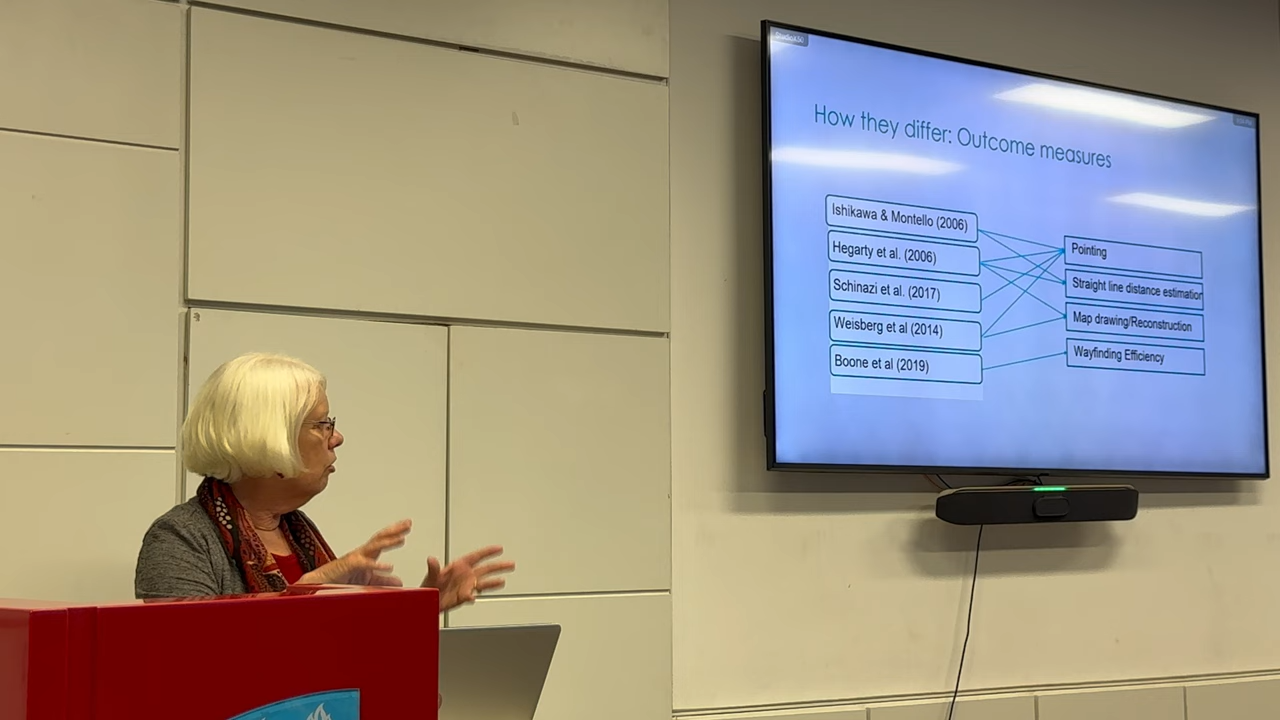 How they differ: Outcome measures
Ishikawa & Montello (2006)
Hegarty et al. (2006)
Schinazi et al. (2017)
Weisberg et al (2014)
Boone et al (2019)
Pointing
Straight line distance estimation
Map drawing/Reconstruction
Wayfinding Efficiency